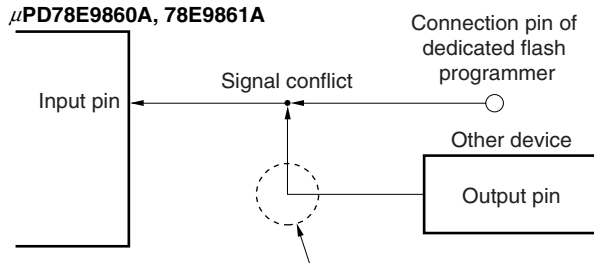 μPD78E9860A, 78E9861A
Connection pin of
dedicated flash
programmer
Signal conflict
Input pin
Other device
Output pin